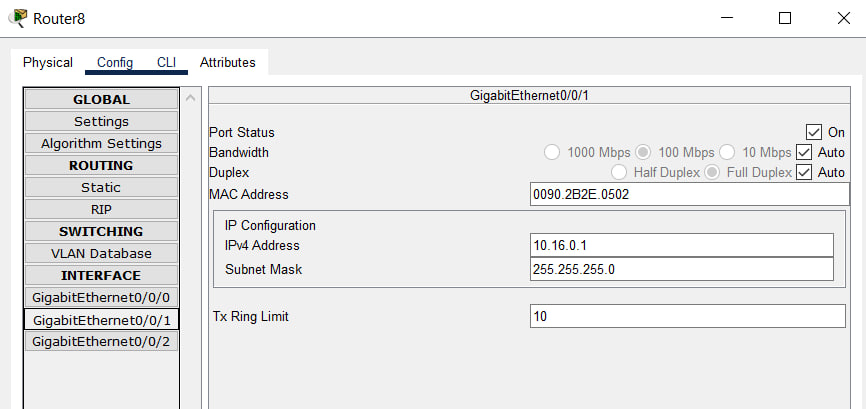 Router8
Physical Config CLI Attributes
GLOBAL
Settings
Algorithm Settings
ROUTING
Static
RIP
SWITCHING
VLAN Database
INTERFACE
GigabitEthernet0/0/0
GigabitEthernet0/0/1
GigabitEthernet0/0/2
GigabitEthernet0/0/1
Port Status On
Bandwidth 1000 Mbps 100 Mbps 10 Mbps Auto
Duplex Half Duplex Full Duplex Auto
MAC Address 0090.2B2E.0502
IP Configuration
IPv4 Address 10.16.0.1
Subnet Mask 255.255.255.0
Tx Ring Limit 10